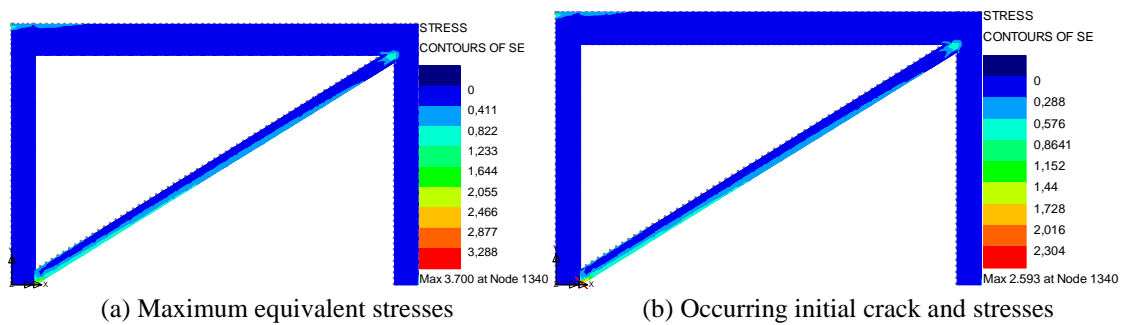 STRESS
CONTOURS OF SE
0
0,411
0,822
1,233
1,644
2,055
2,466
2,877
3,288
Max 3.700 at Node 1340
X
(a) Maximum equivalent stresses
STRESS
CONTOURS OF SE
0
0,288
0,576
0,8641
1,152
1,44
1,728
2,016
2,304
Max 2.593 at Node 1340
X
(b) Occurring initial crack and stresses